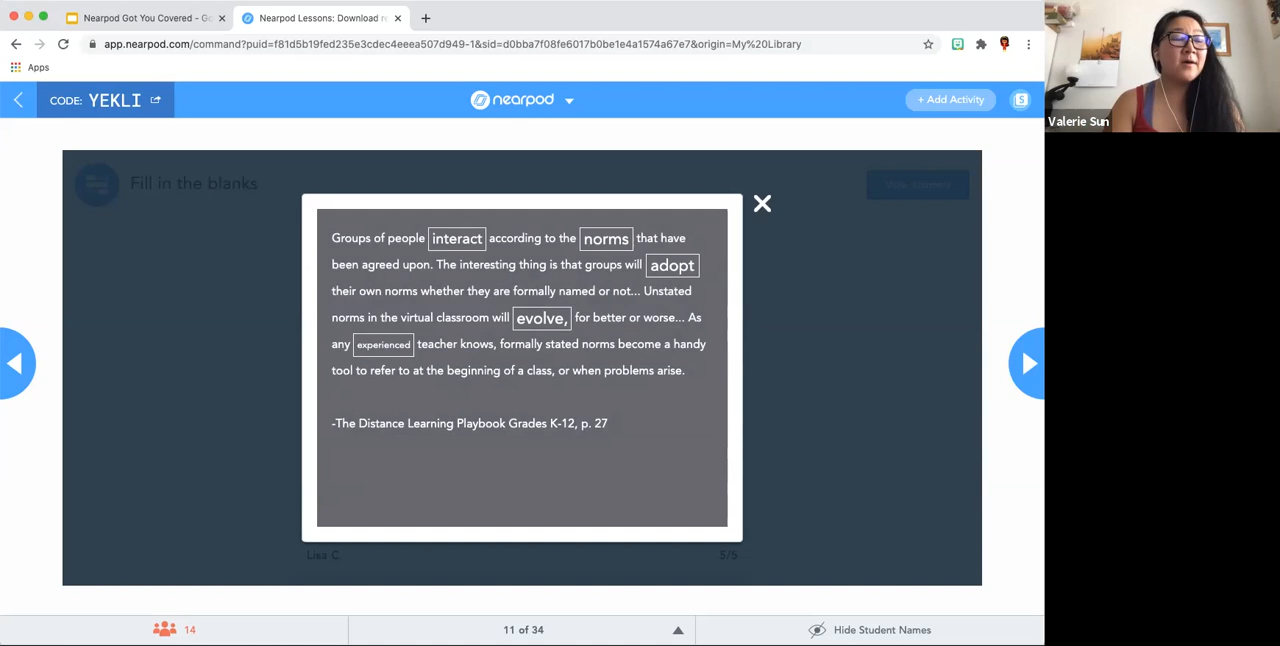 Nearpod Got You Covered - Go
Nearpod Lessons: Download re
app.nearpod.com/command?puid=f81d5b19fed235e3cdec4eeea507d949-1&sid=d0bba7f08fe6017b0be1e4a1574a67e7&origin=My%20Library
Apps
CODE: YEKLI
nearpod
+ Add Activity
S
Valerie Sun
Fill in the blanks
Groups of people interact according to the norms that have
been agreed upon. The interesting thing is that groups will adopt
their own norms whether they are formally named or not... Unstated
norms in the virtual classroom will evolve, for better or worse... As
any experienced teacher knows, formally stated norms become a handy
tool to refer to at the beginning of a class, or when problems arise.
-The Distance Learning Playbook Grades K-12, p. 27
Lisa C.
5/5
14
11 of 34
Hide Student Names